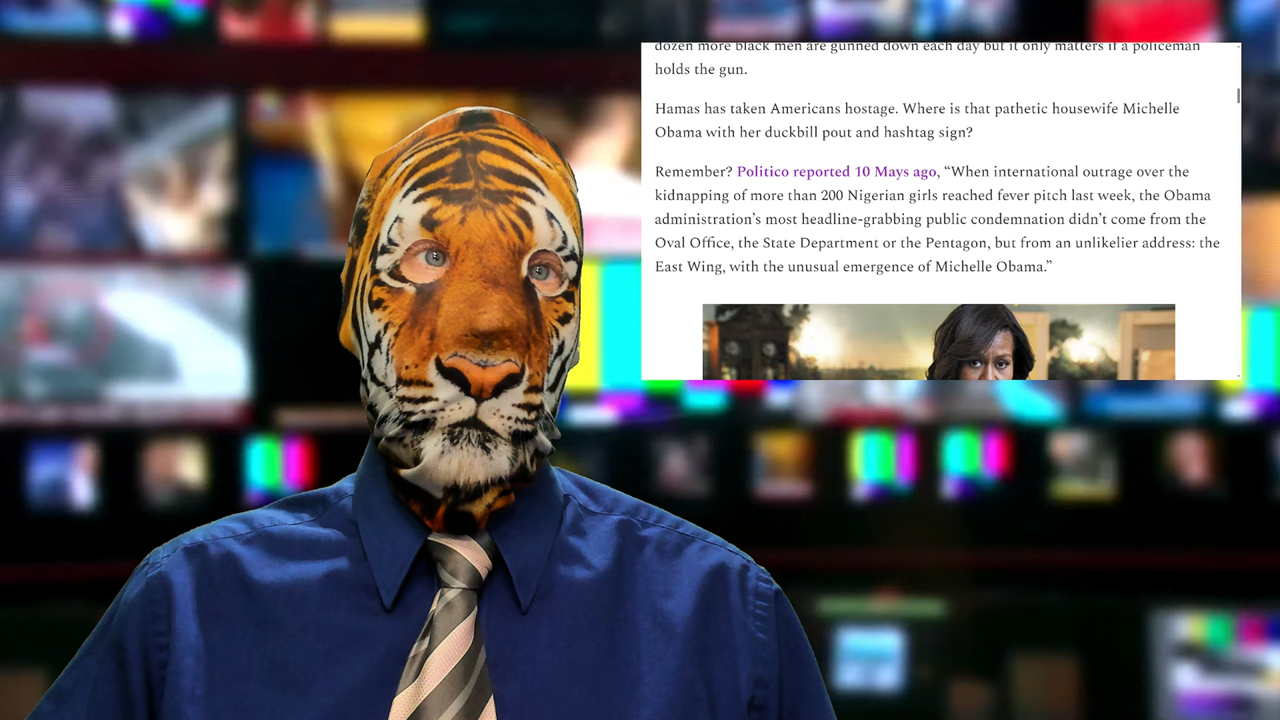 dozen more black men are gunned down each day but it only matters if a policeman
holds the gun.
Hamas has taken Americans hostage. Where is that pathetic housewife Michelle
Obama with her duckbill pout and hashtag sign?
Remember? Politico reported 10 Mays ago, “When international outrage over the
kidnapping of more than 200 Nigerian girls reached fever pitch last week, the Obama
administration’s most headline-grabbing public condemnation didn’t come from the
Oval Office, the State Department or the Pentagon, but from an unlikelier address: the
East Wing, with the unusual emergence of Michelle Obama.”